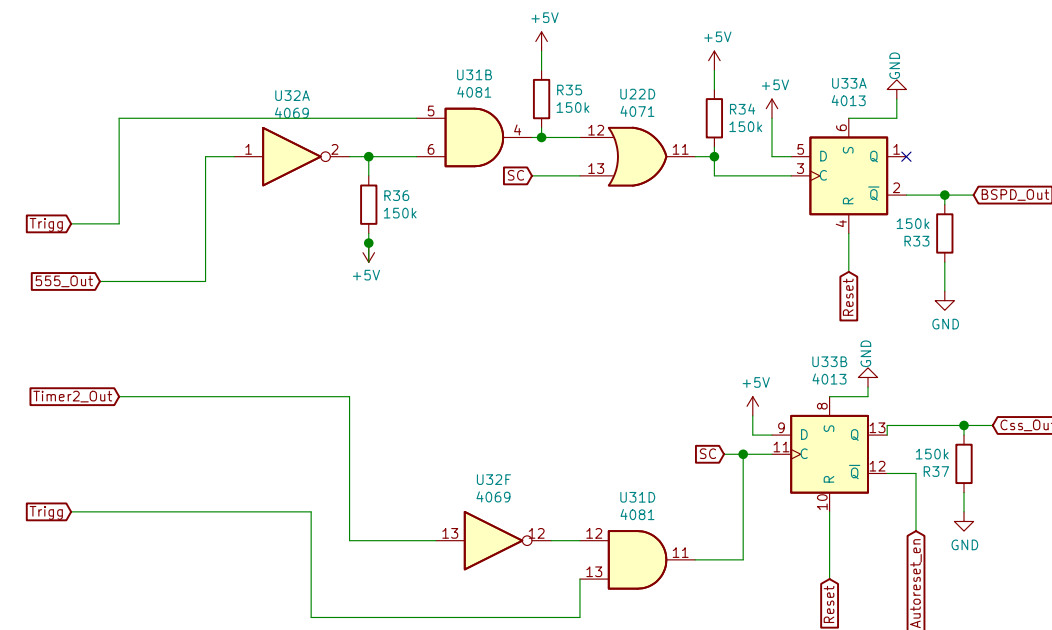 +5V
+5V
U33A
4013
GND
U31B
4081
R35
150k
U22D
4071
+5V
U32A
4069
R34
150k
5
4
12
6
S
1
2
6
13
11
5
D
Q
1
SC
3
C
R36
150k
R
Q
2
BSPD_Out
4
150k
R33
Trigg
+5V
555_Out
Reset
GND
U33B
4013
GND
+5V
Timer2_Out
8
9
D
S
Q
13
Css_Out
SC
11
C
150k
R37
R
Q
12
U32F
4069
U31D
4081
10
Trigg
13
12
12
11
13
GND
Reset
Autoreset_en